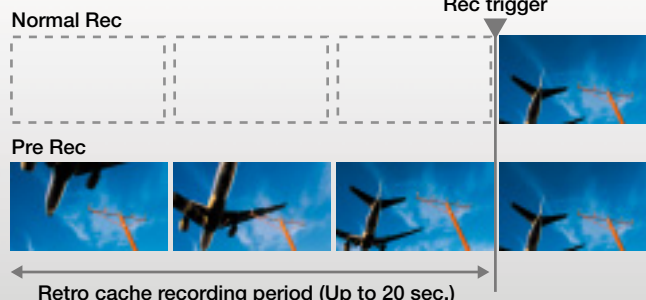 Rec trigger
Normal Rec
Pre Rec
Retro cache recording period (Up to 20 sec.)